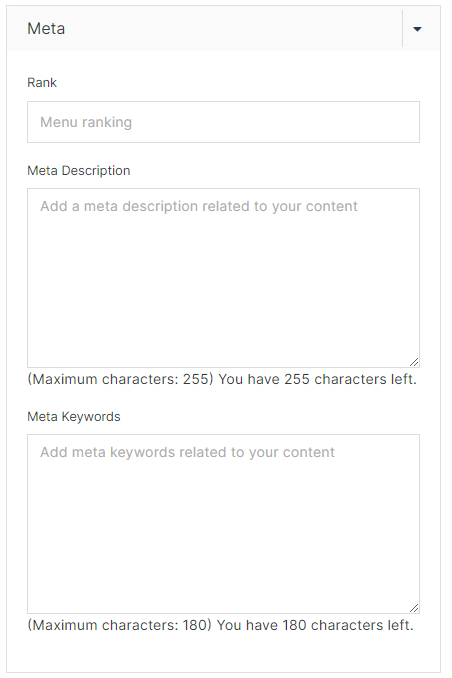 Meta
Rank
Menu ranking
Meta Description
Add a meta description related to your content
(Maximum characters: 255) You have 255 characters left.
Meta Keywords
Add meta keywords related to your content
(Maximum characters: 180) You have 180 characters left.